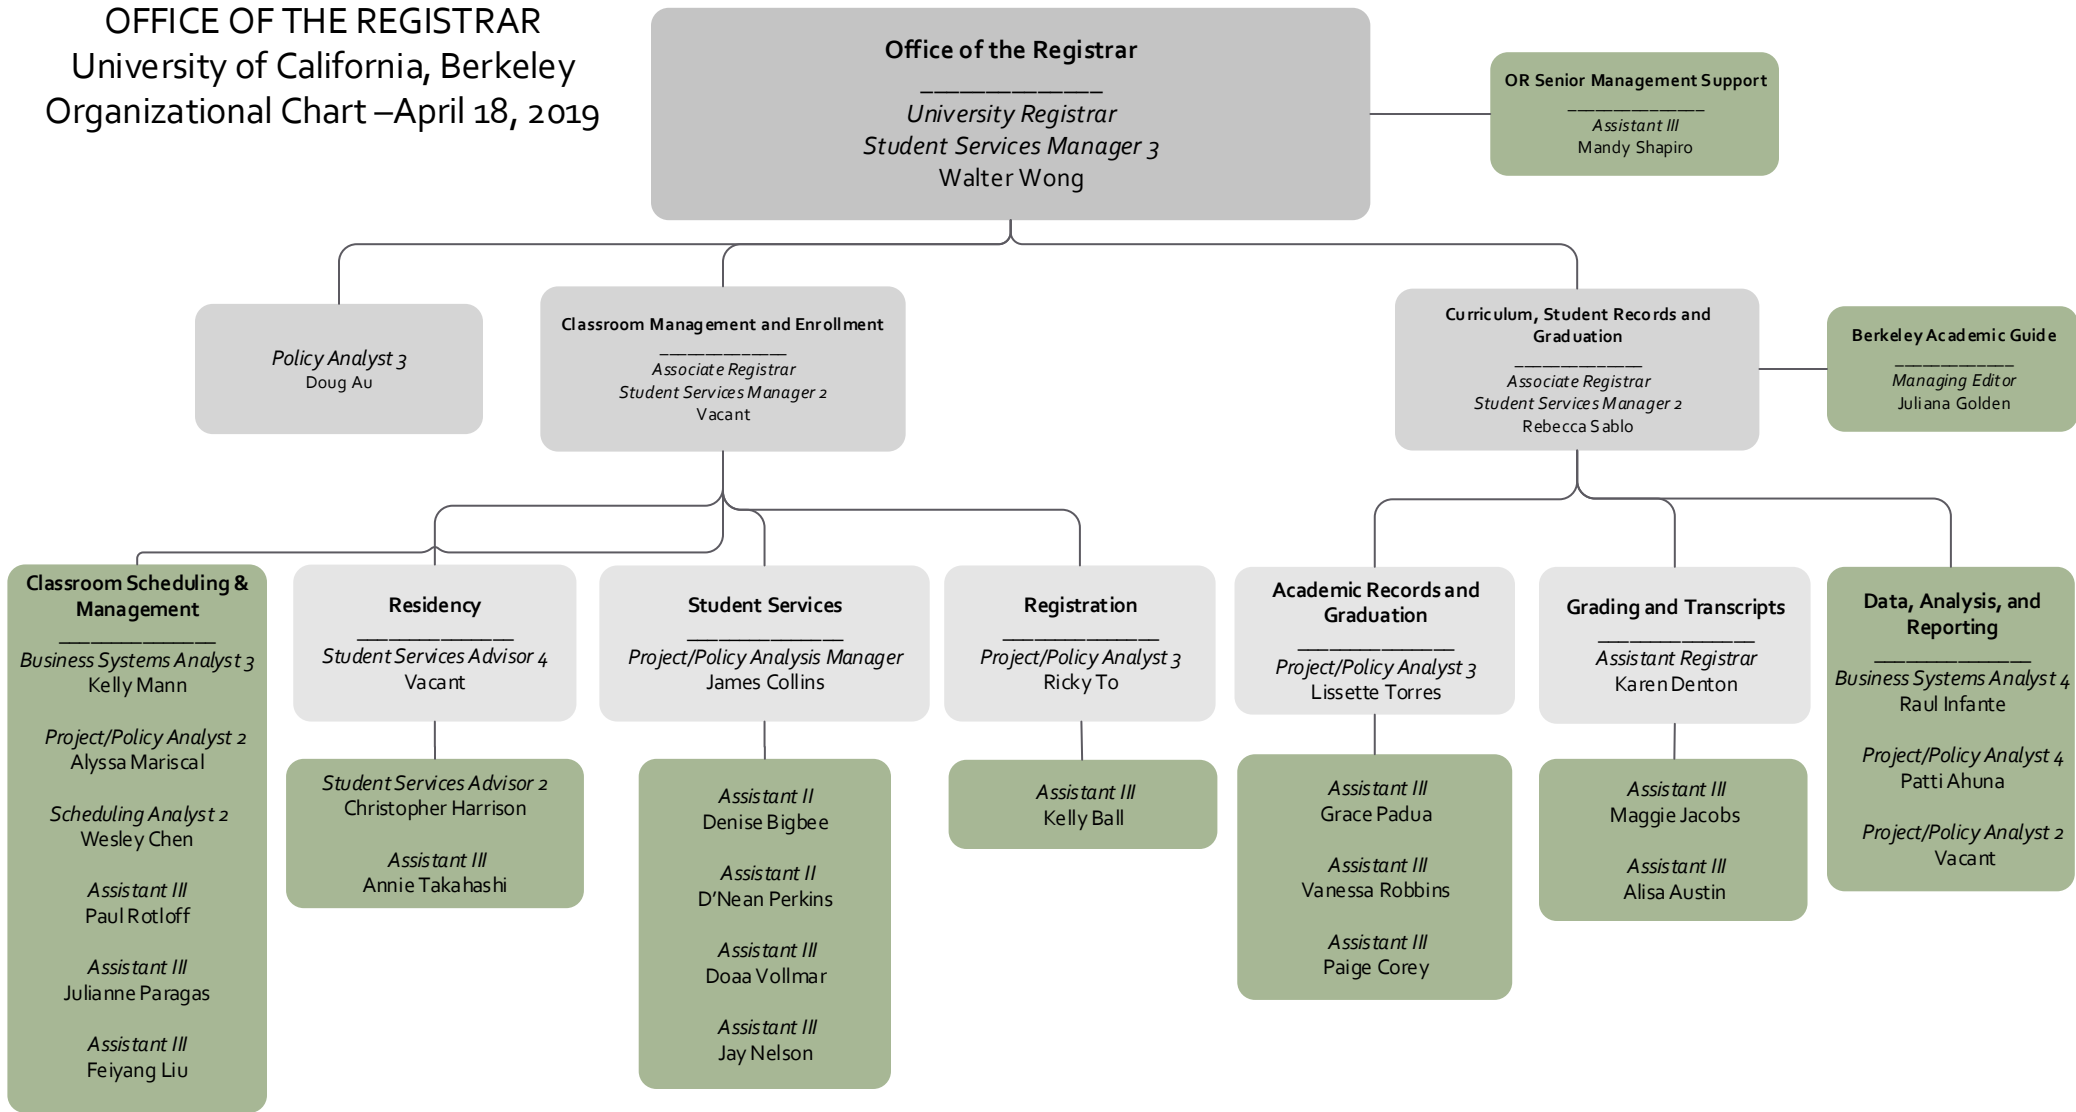 OFFICE OF THE REGISTRAR
University of California, Berkeley
Organizational Chart –April 18, 2019
Office of the Registrar
University Registrar
Student Services Manager 3
Walter Wong
OR Senior Management Support
Assistant III
Mandy Shapiro
Policy Analyst 3
Doug Au
Classroom Management and Enrollment
Associate Registrar
Student Services Manager 2
Vacant
Curriculum, Student Records and
Graduation
Associate Registrar
Student Services Manager 2
Rebecca Sablo
Berkeley Academic Guide
Managing Editor
Juliana Golden
Classroom Scheduling &
Management
Business Systems Analyst 3
Kelly Mann
Project/Policy Analyst 2
Alyssa Mariscal
Scheduling Analyst 2
Wesley Chen
Assistant III
Paul Rotloff
Assistant III
Julianne Paragas
Assistant III
Feiyang Liu
Residency
Student Services Advisor 4
Vacant
Student Services Advisor 2
Christopher Harrison
Assistant III
Annie Takahashi
Student Services
Project/Policy Analysis Manager
James Collins
Assistant II
Denise Bigbee
Assistant II
D’Nean Perkins
Assistant III
Doaa Vollmar
Assistant III
Jay Nelson
Registration
Project/Policy Analyst 3
Ricky To
Assistant III
Kelly Ball
Academic Records and
Graduation
Project/Policy Analyst 3
Lissette Torres
Assistant III
Grace Padua
Assistant III
Vanessa Robbins
Assistant III
Paige Corey
Grading and Transcripts
Assistant Registrar
Karen Denton
Assistant III
Maggie Jacobs
Assistant III
Alisa Austin
Data, Analysis, and
Reporting
Business Systems Analyst 4
Raul Infante
Project/Policy Analyst 4
Patti Ahuna
Project/Policy Analyst 2
Vacant